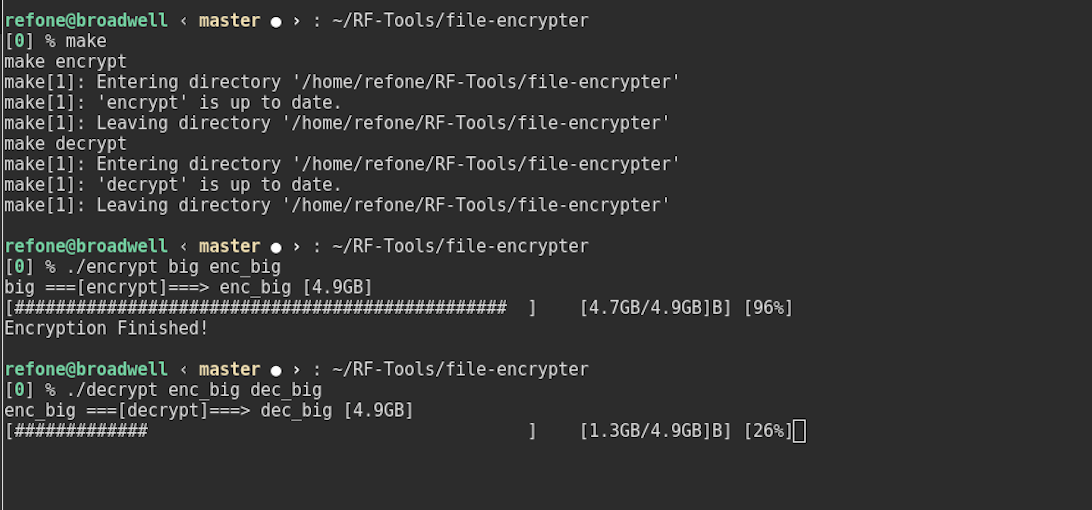 refone@broadwell ‹ master ● › : ~/RF-Tools/file-encrypter
[0] % make
make encrypt
make[1]: Entering directory '/home/refone/RF-Tools/file-encrypter'
make[1]: 'encrypt' is up to date.
make[1]: Leaving directory '/home/refone/RF-Tools/file-encrypter'
make decrypt
make[1]: Entering directory '/home/refone/RF-Tools/file-encrypter'
make[1]: 'decrypt' is up to date.
make[1]: Leaving directory '/home/refone/RF-Tools/file-encrypter'
refone@broadwell ‹ master ● › : ~/RF-Tools/file-encrypter
[0] % ./encrypt big enc_big
big ===[encrypt]===> enc_big [4.9GB]
[################################################  ]    [4.7GB/4.9GB]B] [96%]
Encryption Finished!
refone@broadwell ‹ master ● › : ~/RF-Tools/file-encrypter
[0] % ./decrypt enc_big dec_big
enc_big ===[decrypt]===> dec_big [4.9GB]
[#############                                     ]    [1.3GB/4.9GB]B] [26%]